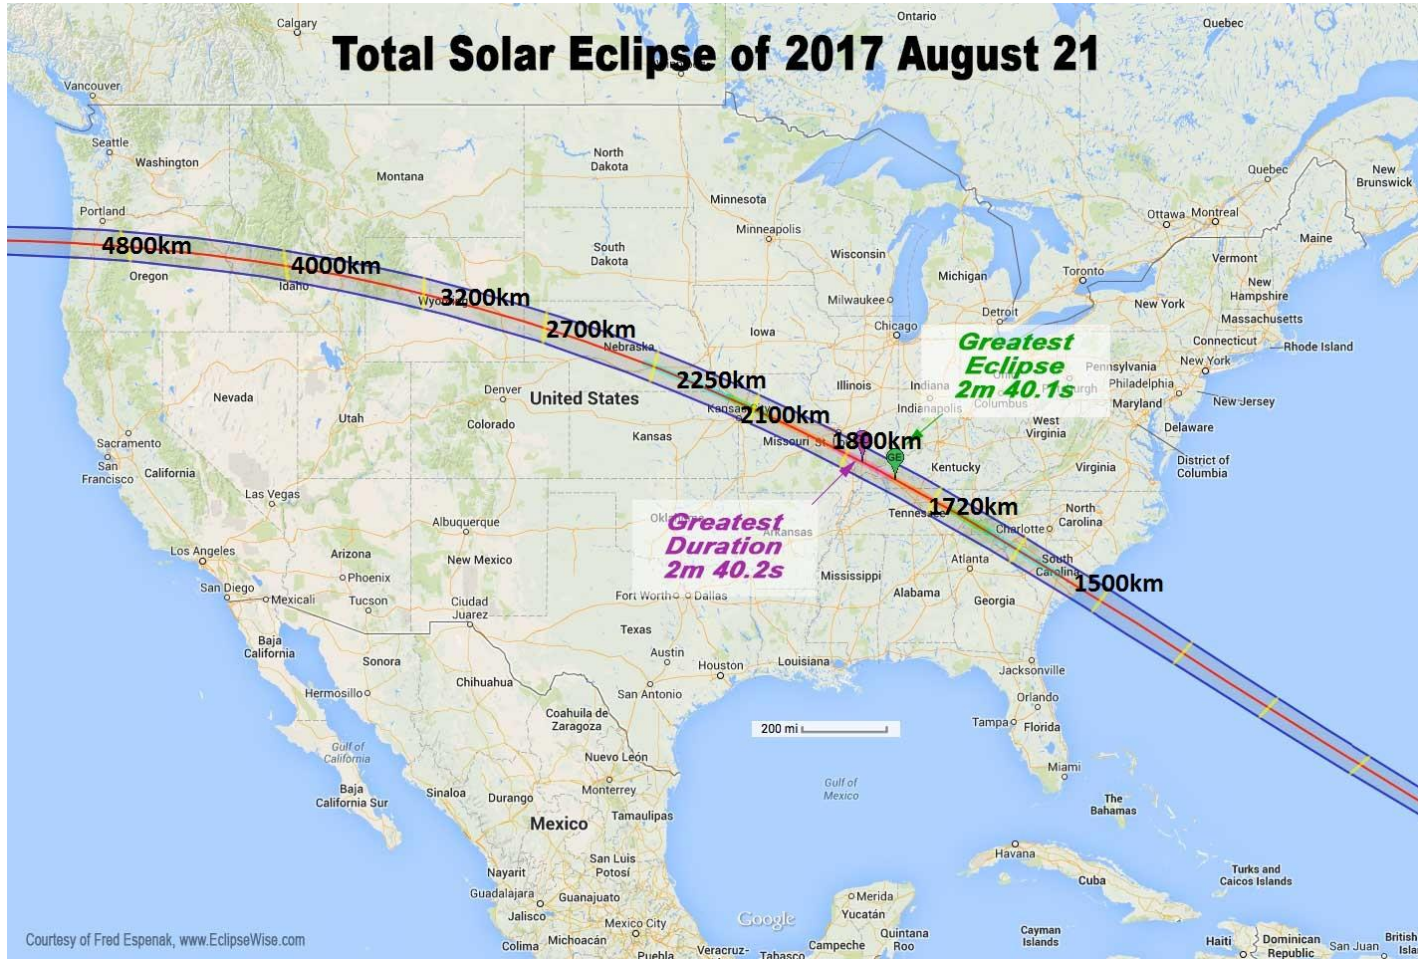 Total Solar Eclipse of 2017 August 21
Calgary
Ontario
Quebec
Vancouver
Seattle
Washington
North
Dakota
Montana
Minnesota
Quebec
New
Brunswick
Portland
Ottawa
Montreal
Minneapolis
Maine
4800km
Oregon
4000km
Idaho
South
Dakota
Wisconsin
Michigan
Toronto
Vermont
New
Hampshire
3200km
Milwaukee
Detroit
New York
Massachusetts
2700km
Nebraska
Iowa
Chicago
Connecticut
Rhode Island
Greatest
Eclipse
2m 40.1s
Pennsylvania
New York
Philadelphia
Maryland
New Jersey
Nevada
Denver
United States
2250km
Illinois
Indiana
Indianapolis
Columbus
Utah
Colorado
2100km
Kansas
Missouri
1800km
GE
West
Virginia
Delaware
Sacramento
San
Francisco
California
Kentucky
Virginia
District of
Columbia
Las Vegas
1720km
Tennessee
North
Carolina
Charlotte
Greatest
Duration
2m 40.2s
Albuquerque
New Mexico
Arkansas
Los Angeles
Arizona
Phoenix
Atlanta
South
Carolina
Mississippi
Alabama
Georgia
1500km
San Diego
Mexicali
Tucson
Ciudad
Juarez
Fort Worth
Dallas
Texas
Baja
California
Sonora
Austin
Houston
Louisiana
Jacksonville
Hermosillo
Chihuahua
San Antonio
Orlando
Tampa
Florida
Coahuila de
Zaragoza
200 mi
Gulf of
California
Nuevo León
Miami
Baja
California Sur
Sinaloa
Durango
Monterrey
Gulf of
Mexico
The
Bahamas
Mexico
Tamaulipas
San Luis
Potosí
Havana
Nayarit
Cuba
Turks and
Caicos Islands
Guadalajara
Guanajuato
Merida
Jalisco
Mexico City
Google
Yucatán
Courtesy of Fred Espenak, www.EclipseWise.com
Colima
Michoacán
Puebla
Veracruz-
Tabasco
Campeche
Quintana
Roo
Cayman
Islands
Haiti
Dominican
Republic
San Juan
British